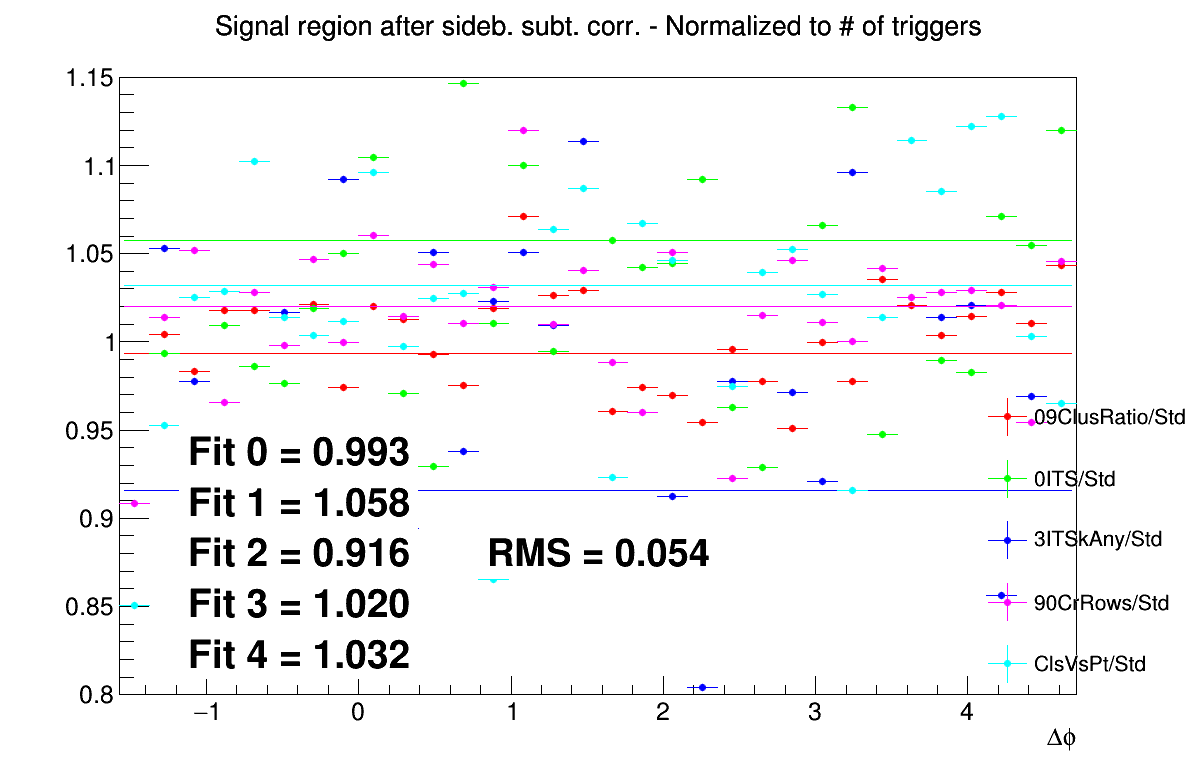 Signal region after sideb. subt. corr. - Normalized to # of triggers
1.15
1.1
1.05
1
0.95
0.9
0.85
0.8
Fit 0 = 0.993
Fit 1 = 1.058
Fit 2 = 0.916
Fit 3 = 1.020
Fit 4 = 1.032
RMS = 0.054
09ClusRatio/Std
0ITS/Std
3ITSkAny/Std
90CrRows/Std
ClsVsPt/Std
−1
0
1
2
3
4
Δϕ